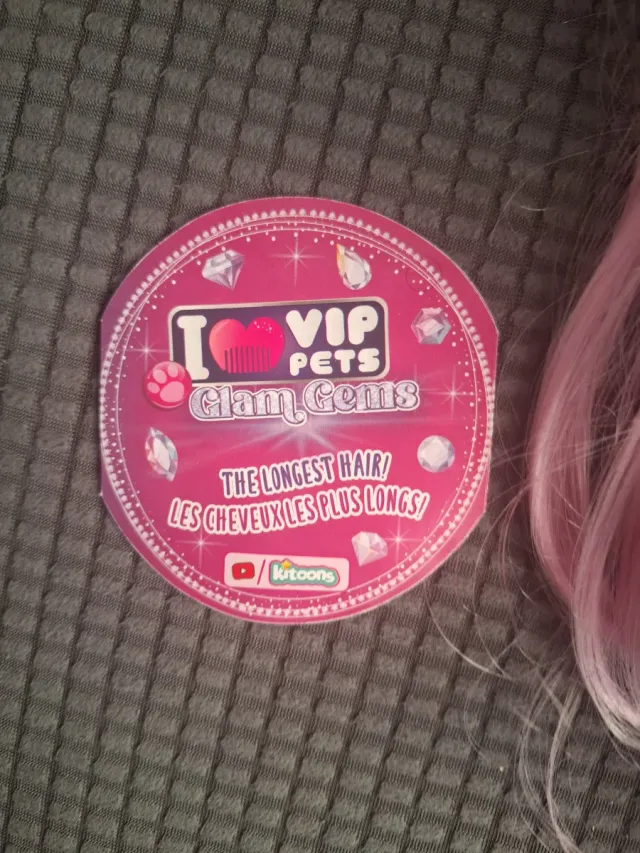 I VIP
PETS
Glam Gems
THE LONGEST HAIR!
LES CHEVEUX LES PLUS LONGS!
/ kitoons